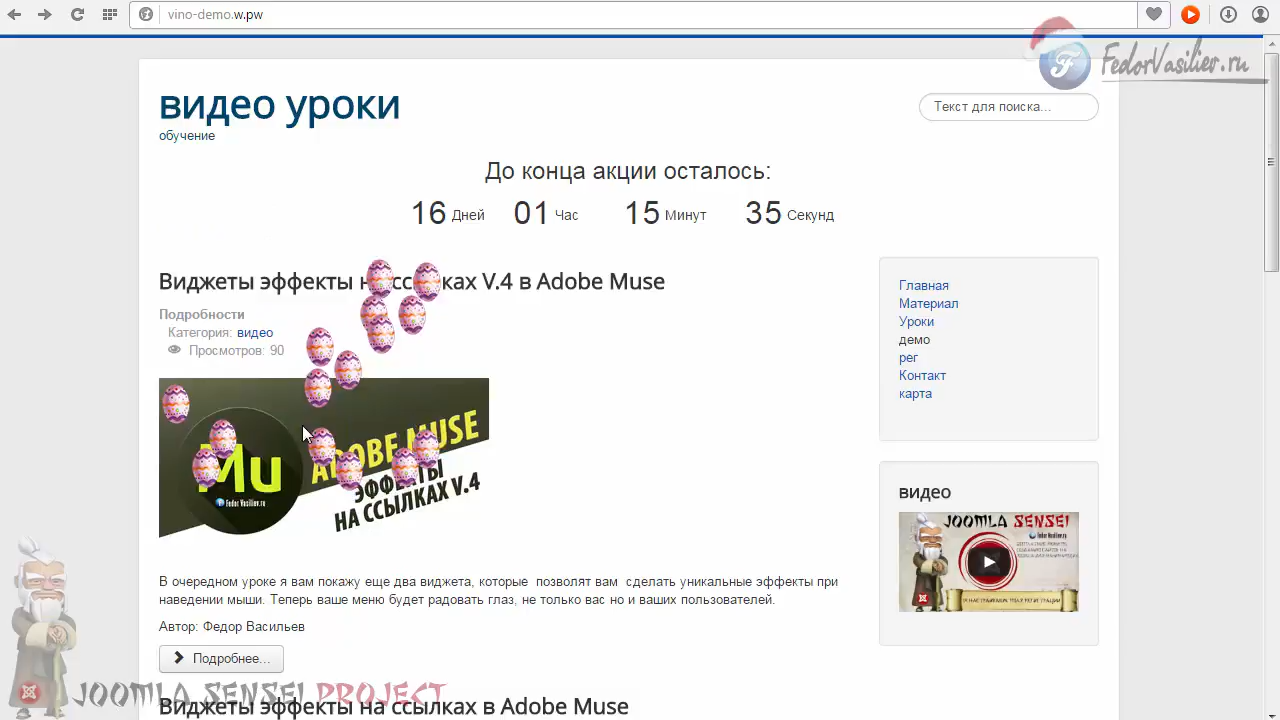 vino-demo.w.pw
FedorVasiliev.ru
видео уроки
обучение
Текст для поиска...
До конца акции осталось:
16 Дней 01 Час 15 Минут 35 Секунд
Виджеты эффекты на ссылках V.4 в Adobe Muse
Подробности
Категория: видео
Просмотров: 90
Mu
Fedor Vasiliev.ru
ADOBE MUSE
ЭФФЕКТЫ
НА ССЫЛКАХ V.4
В очередном уроке я вам покажу еще два виджета, которые позволят вам сделать уникальные эффекты при
наведении мыши. Теперь ваше меню будет радовать глаз, не только вас но и ваших пользователей.
Автор: Федор Васильев
Подробнее...
Виджеты эффекты на ссылках в Adobe Muse
Главная
Материал
Уроки
демо
рег
Контакт
карта
видео
JOOMLA SENSEI
JOOMLA SENSEI PROJECT